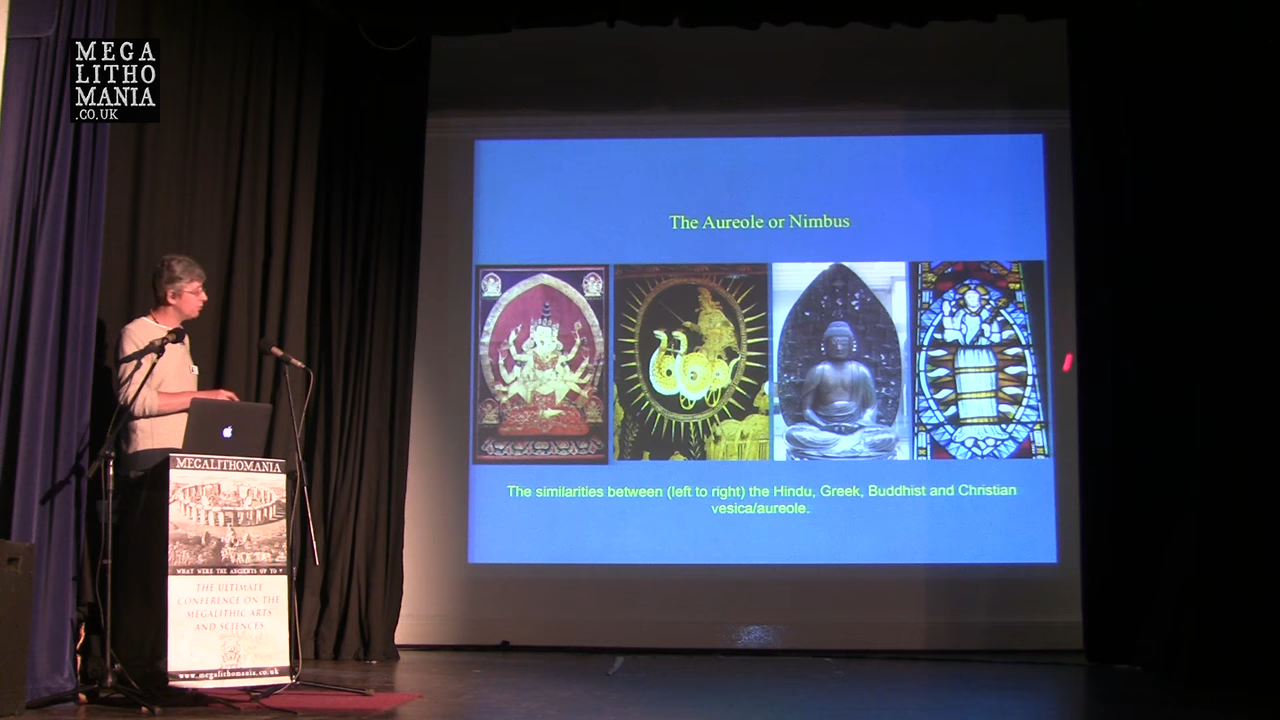 MEGA
LITHO
MANIA
.CO.UK
The Aureole or Nimbus
The similarities between (left to right) the Hindu, Greek, Buddhist and Christian
vesica/aureole.
MEGALITHOMANIA
WHAT WERE THE ANCIENTS UP TO ?
THE ULTIMATE
CONFERENCE ON THE
MEGALITHIC ARTS
AND SCIENCES
www.megalithomania.co.uk